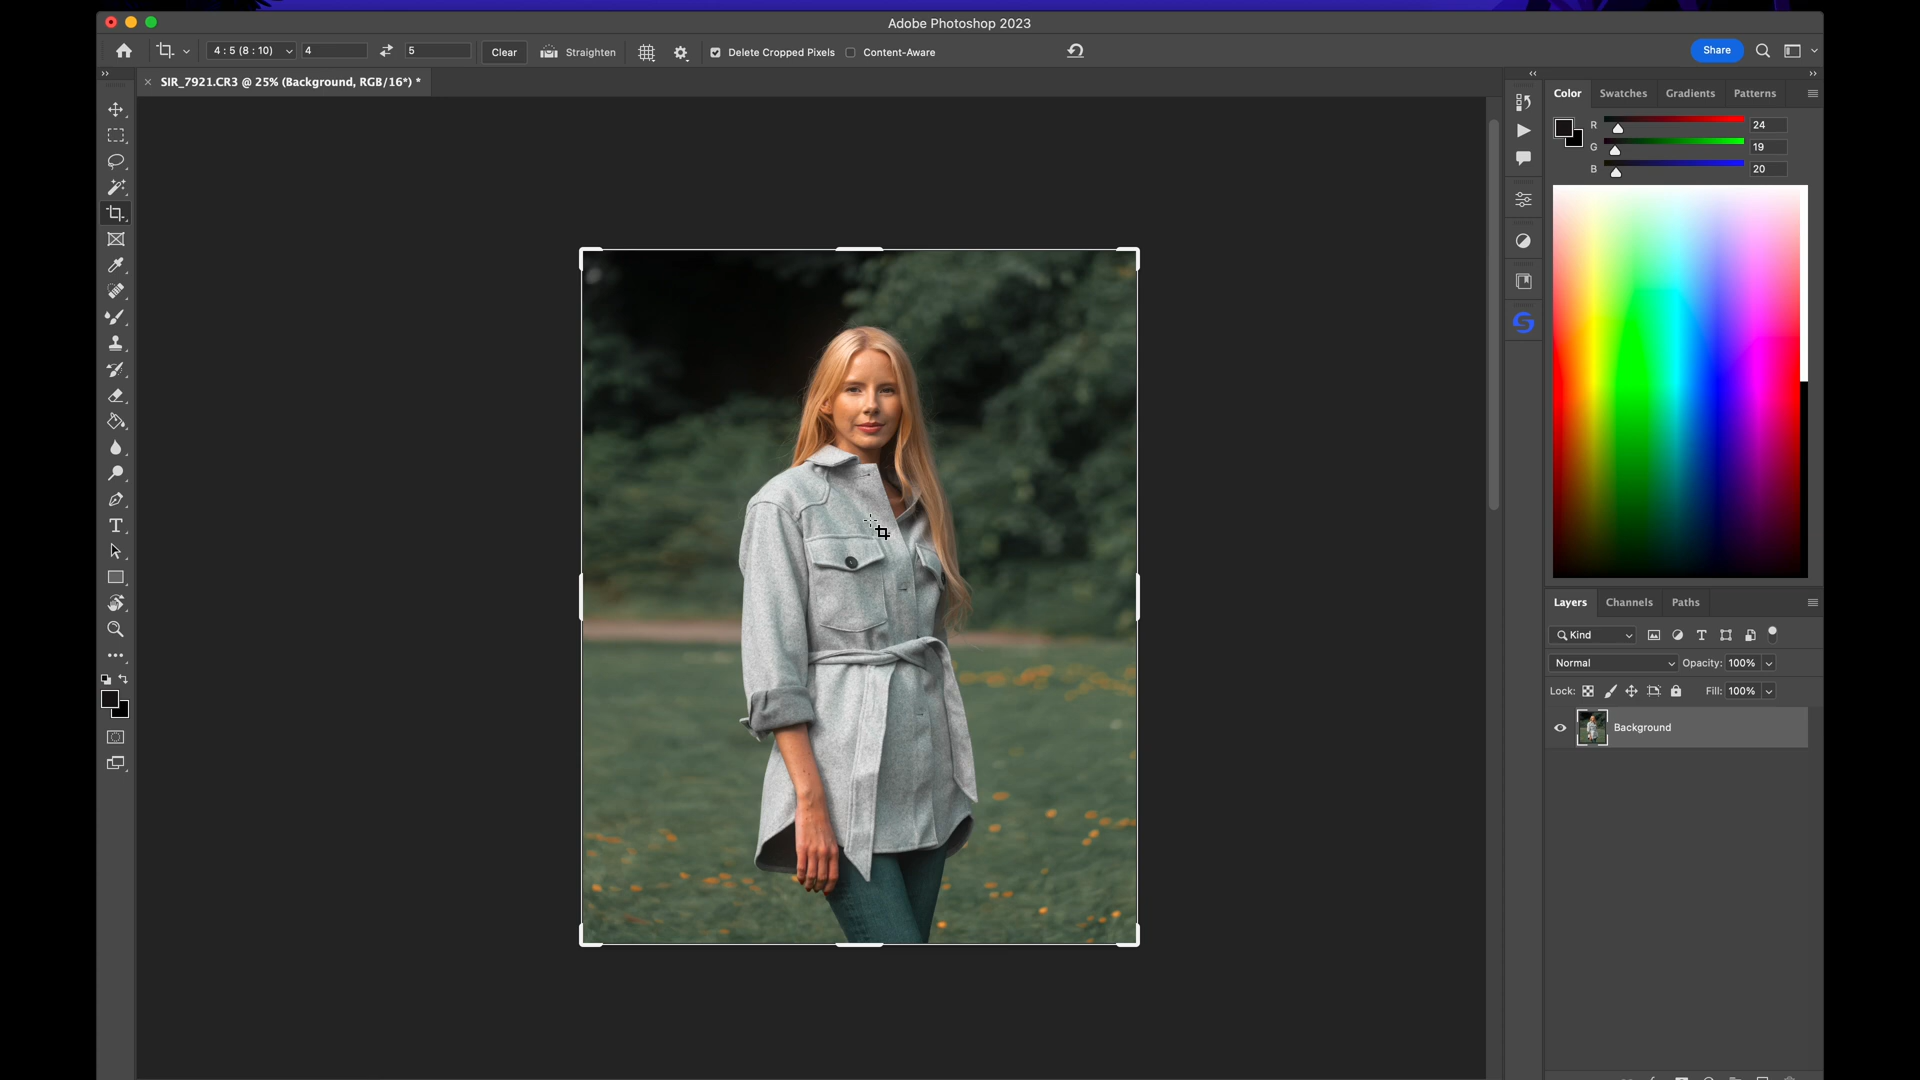 Adobe Photoshop 2023
4 : 5 (8 : 10) 4 5 Clear Straighten Delete Cropped Pixels Content-Aware Share
SIR_7921.CR3 @ 25% (Background, RGB/16*) *
Color Swatches Gradients Patterns
R 24
G 19
B 20
Layers Channels Paths
Kind
Normal Opacity: 100%
Lock: Fill: 100%
Background